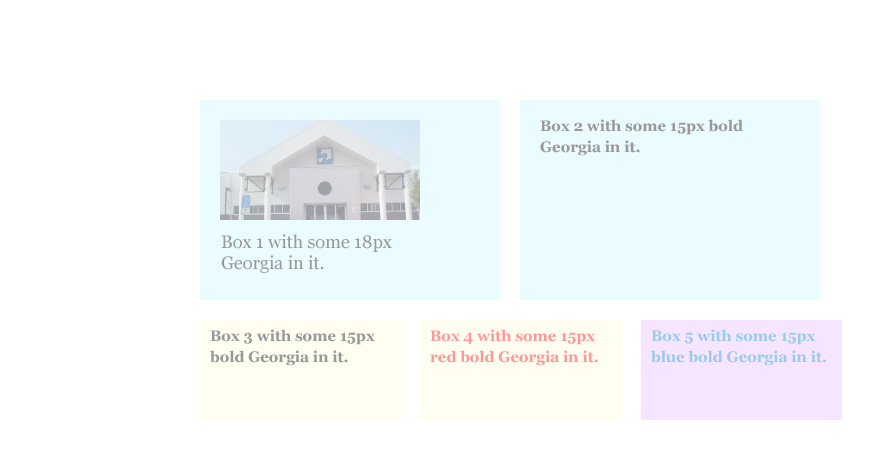 Box 1 with some 18px
Georgia in it.
Box 2 with some 15px bold
Georgia in it.
Box 3 with some 15px
bold Georgia in it.
Box 4 with some 15px
red bold Georgia in it.
Box 5 with some 15px
blue bold Georgia in it.